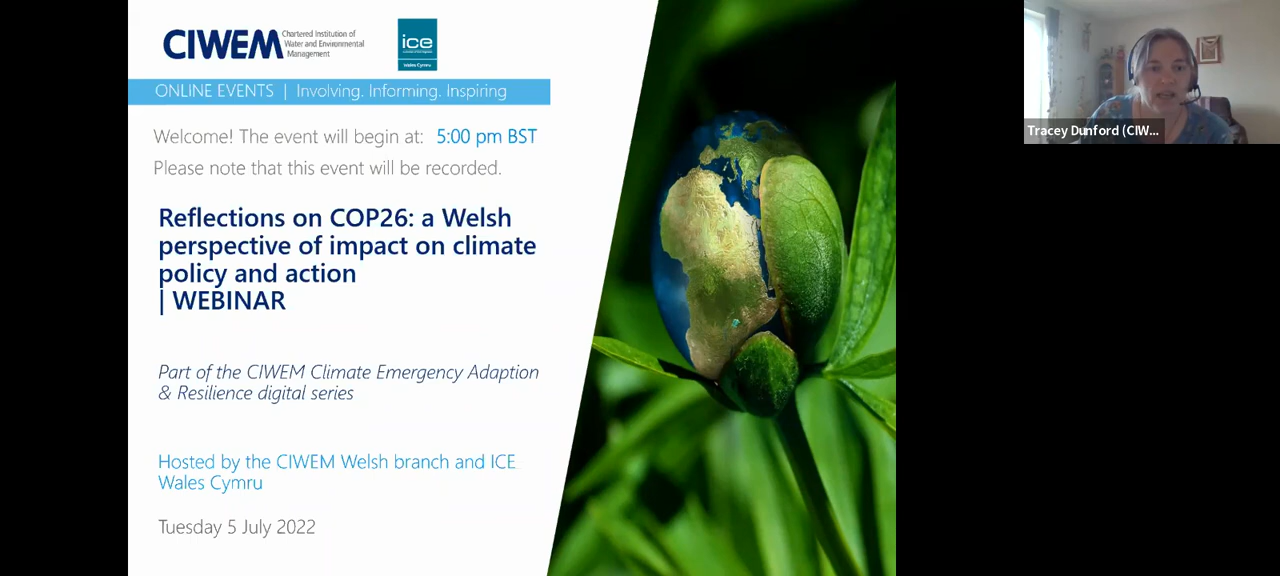 CIWEM
Chartered Institution of
Water and Environmental
Management
ice
Wales Cymru
ONLINE EVENTS | Involving. Informing. Inspiring
Welcome! The event will begin at: 5:00 pm BST
Please note that this event will be recorded.
Reflections on COP26: a Welsh
perspective of impact on climate
policy and action
| WEBINAR
Part of the CIWEM Climate Emergency Adaption
& Resilience digital series
Hosted by the CIWEM Welsh branch and ICE
Wales Cymru
Tuesday 5 July 2022
Tracey Dunford (CIW...